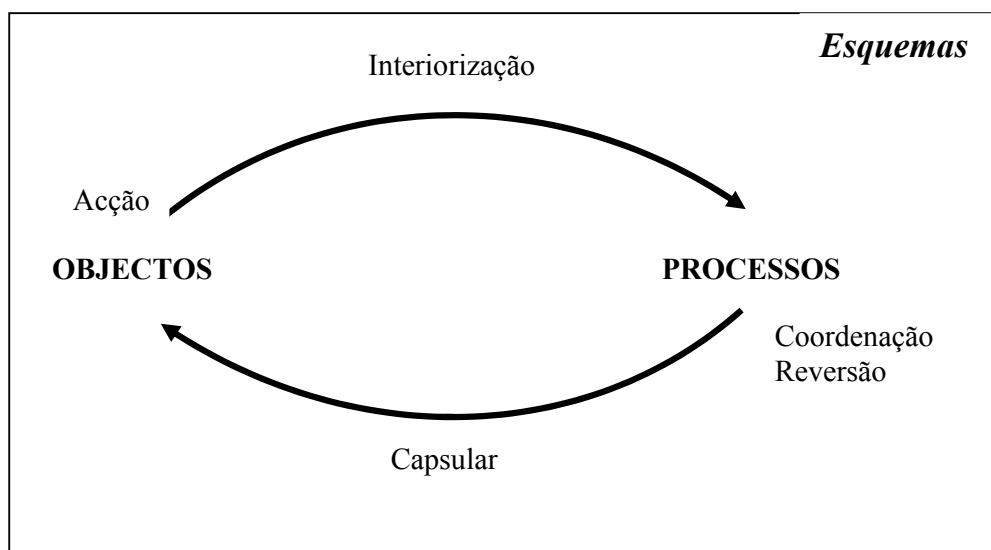 Esquemas
Interiorização
Acção
OBJECTOS
PROCESSOS
Coordenação
Reversão
Capsular